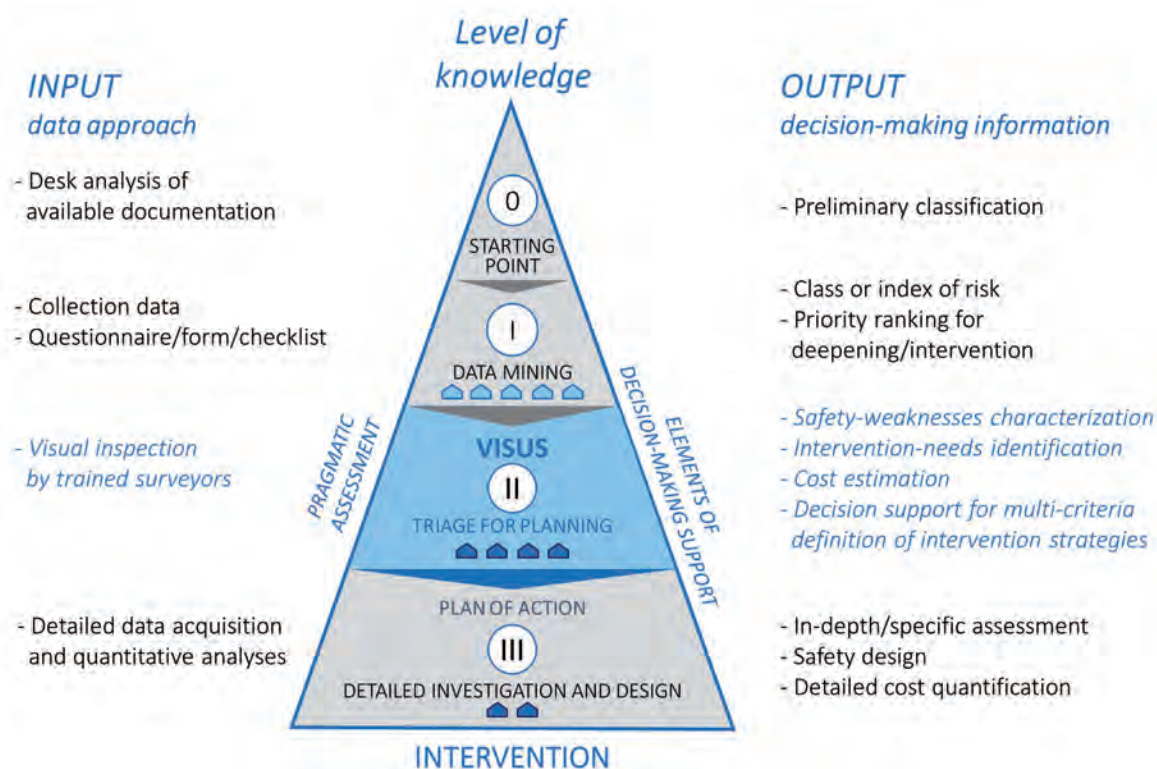 Level of
knowledge
INPUT
data approach
- Desk analysis of
available documentation
- Collection data
- Questionnaire/form/checklist
- Visual inspection
by trained surveyors
- Detailed data acquisition
and quantitative analyses
0
STARTING
POINT
I
DATA MINING
VISUS
II
TRIAGE FOR PLANNING
PLAN OF ACTION
III
DETAILED INVESTIGATION AND DESIGN
INTERVENTION
PRAGMATIC
ASSESSMENT
ELEMENTS OF
DECISION-MAKING SUPPORT
OUTPUT
decision-making information
- Preliminary classification
- Class or index of risk
- Priority ranking for
deepening/intervention
- Safety-weaknesses characterization
- Intervention-needs identification
- Cost estimation
- Decision support for multi-criteria
definition of intervention strategies
- In-depth/specific assessment
- Safety design
- Detailed cost quantification